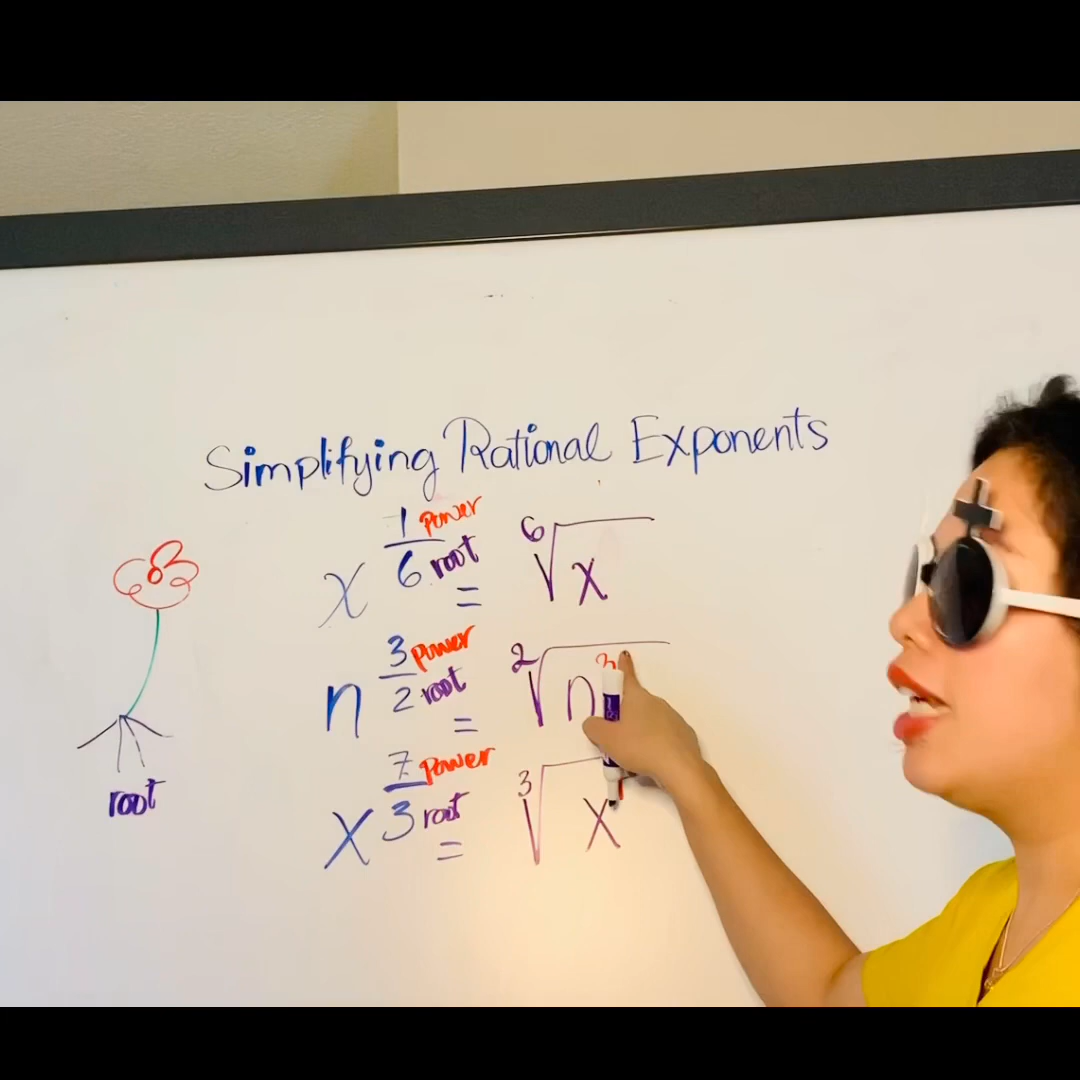 Simplifying Rational Exponents
x^(1/6) power root = ⁶√x
n^(3/2) power root = ²√n³
x^(7/3) power root = ³√x
root